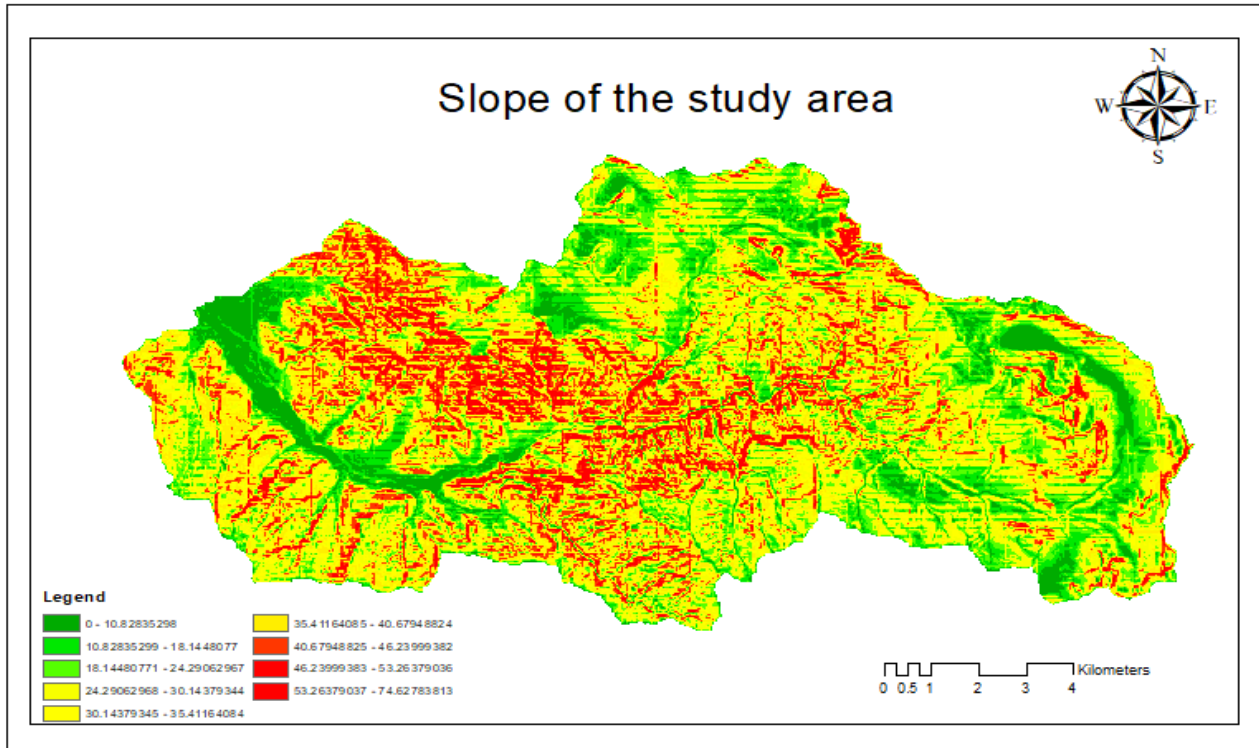 Slope of the study area
N
W E
S
Legend
0 - 10.82835298
10.82835299 - 18.1448077
18.14480771 - 24.29062967
24.29062968 - 30.14379344
30.14379345 - 35.41164084
35.41164085 - 40.67948824
40.67948825 - 46.23999382
46.23999383 - 53.26379036
53.26379037 - 74.62783813
Kilometers
0 0.5 1 2 3 4